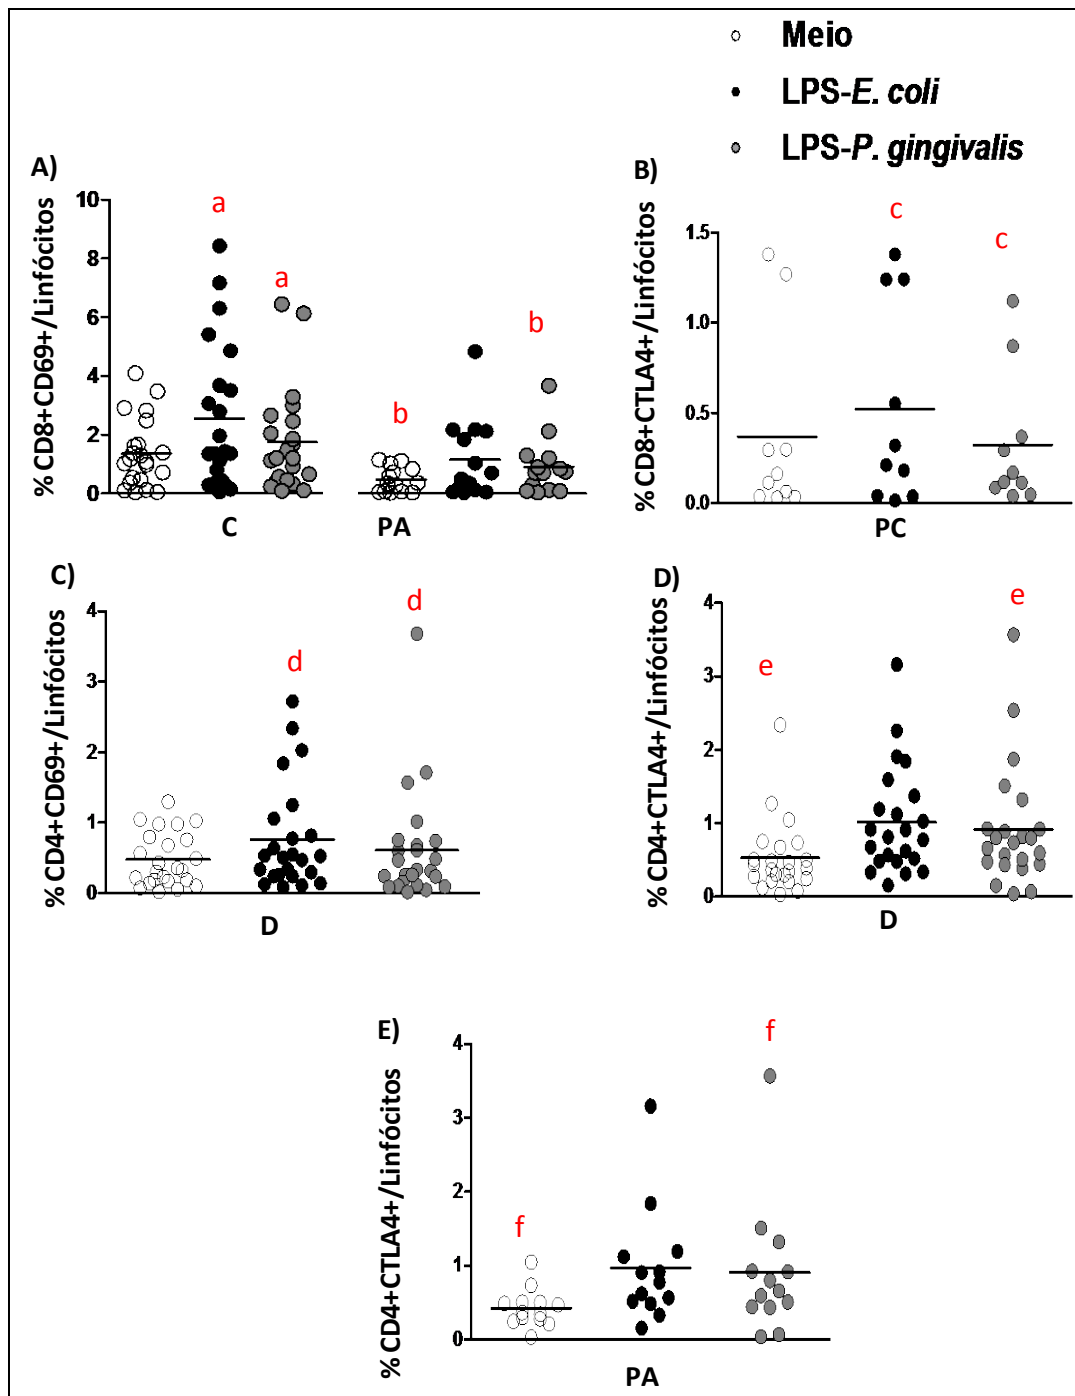 Meio
LPS-E. coli
LPS-P. gingivalis
A)
% CD8+CD69+/Linfócitos
10
8
6
4
2
0
a
a
b
b
C
PA
B)
% CD8+CTLA4+/Linfócitos
1.5
1.0
0.5
0.0
c
c
PC
C)
% CD4+CD69+/Linfócitos
4
3
2
1
0
d
d
D
D)
% CD4+CTLA4+/Linfócitos
4
3
2
1
0
e
e
D
E)
% CD4+CTLA4+/Linfócitos
4
3
2
1
0
f
f
PA